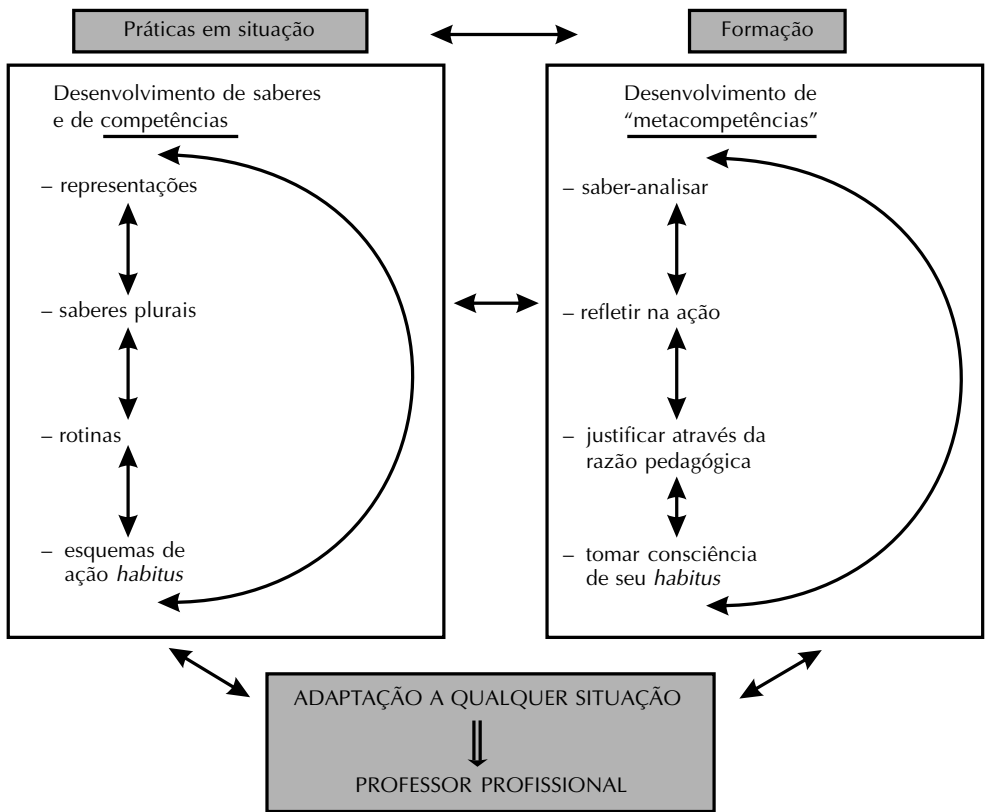 Práticas em situação
Formação
Desenvolvimento de saberes
e de competências
– representações
– saberes plurais
– rotinas
– esquemas de
ação habitus
Desenvolvimento de
“metacompetências”
– saber-analisar
– refletir na ação
– justificar através da
razão pedagógica
– tomar consciência
de seu habitus
ADAPTAÇÃO A QUALQUER SITUAÇÃO
PROFESSOR PROFISSIONAL